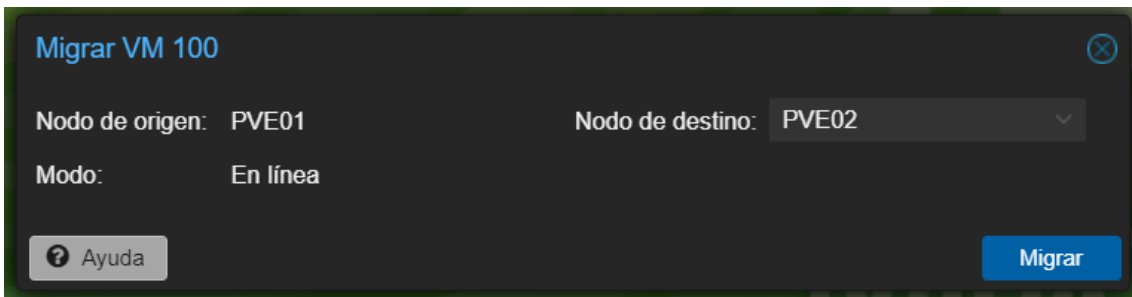 Migrar VM 100
Nodo de origen: PVE01 Nodo de destino: PVE02
Modo: En línea
Ayuda
Migrar